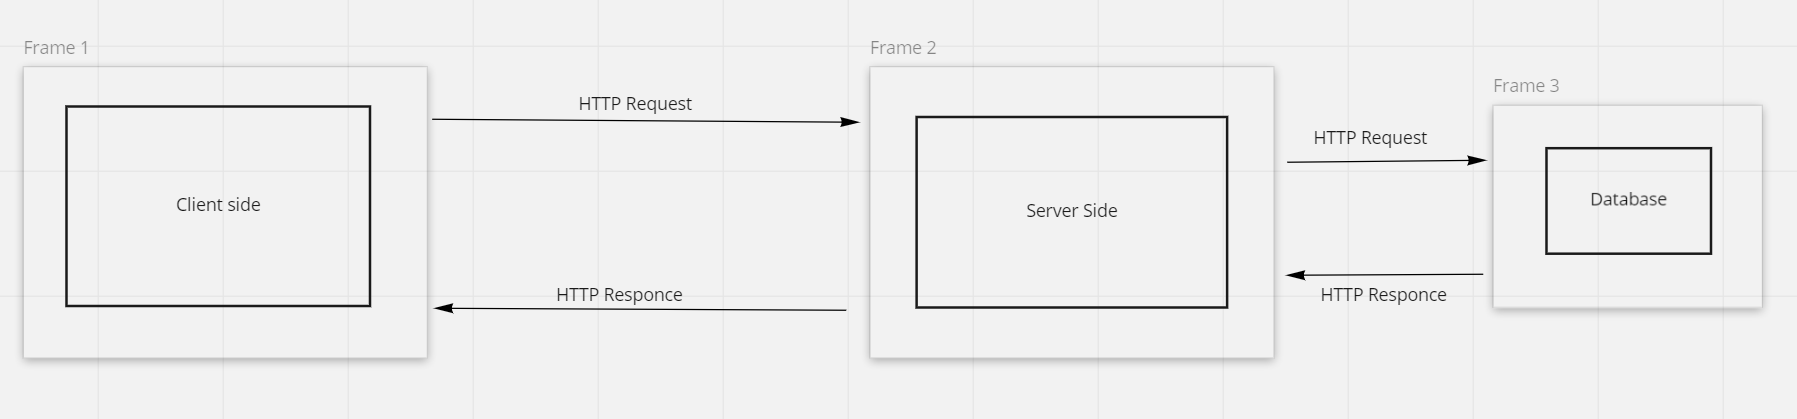 Frame 1
Frame 2
Frame 3
HTTP Request
HTTP Request
Client side
Server Side
Database
HTTP Responce
HTTP Responce